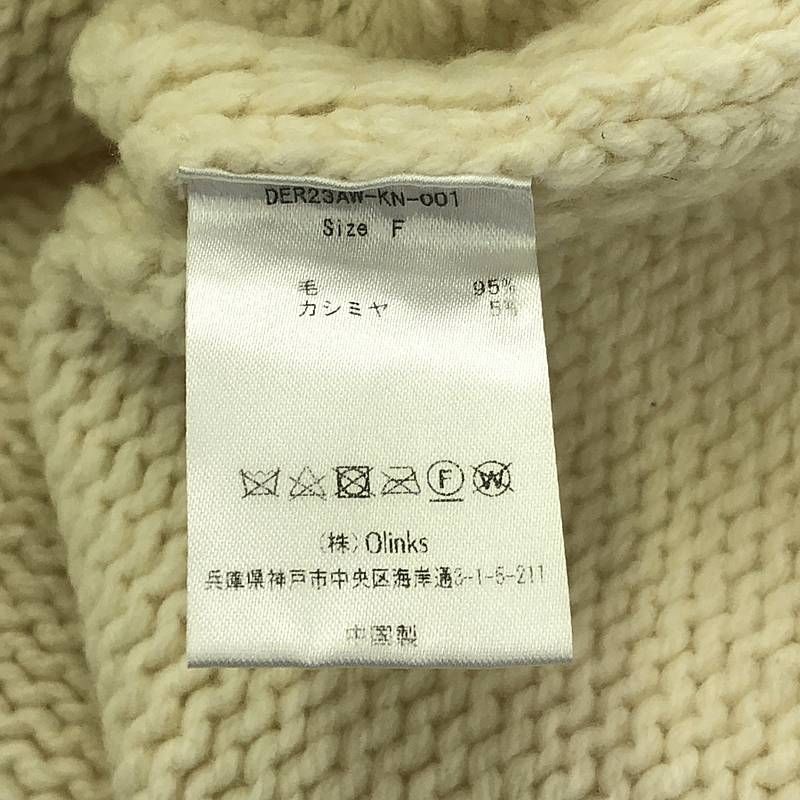 DER23AW-KN-001
Size F
毛 95%
カシミヤ 5%
F W
(株)Olinks
兵庫県神戸市中央区海岸通3-1-5-211
中国製